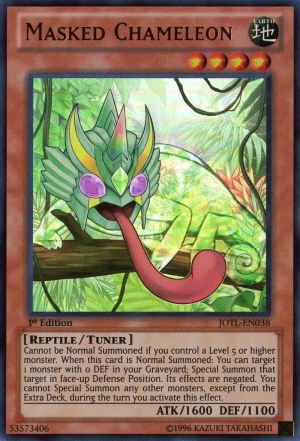 MASKED CHAMELEON
EARTH
地
1st Edition
JOTL-EN038
[REPTILE / TUNER]
Cannot be Normal Summoned if you control a Level 5 or higher
monster. When this card is Normal Summoned: You can target
1 monster with 0 DEF in your Graveyard; Special Summon that
target in face-up Defense Position. Its effects are negated. You
cannot Special Summon any other monsters, except from the
Extra Deck, during the turn you activate this effect.
ATK/1600 DEF/1100
53573406
©1996 KAZUKI TAKAHASHI